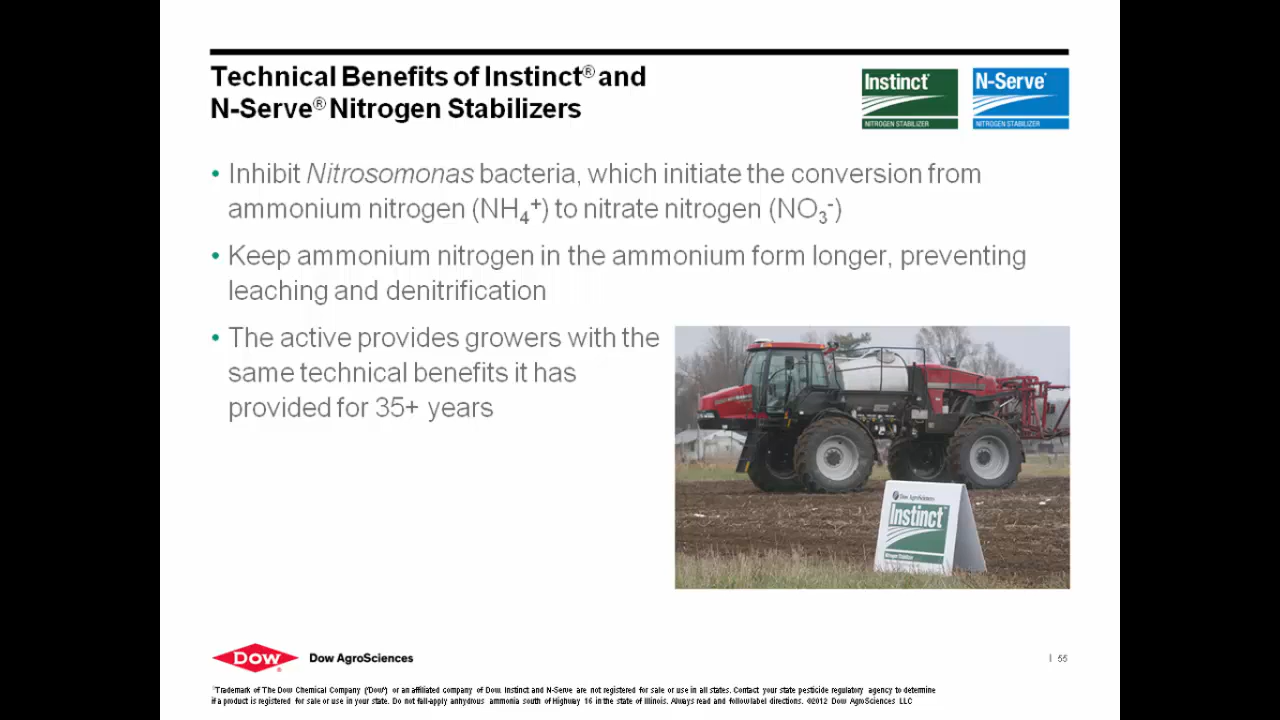 Technical Benefits of Instinct® and
N-Serve® Nitrogen Stabilizers
Instinct®
NITROGEN STABILIZER
N-Serve®
NITROGEN STABILIZER
• Inhibit Nitrosomonas bacteria, which initiate the conversion from
ammonium nitrogen (NH₄⁺) to nitrate nitrogen (NO₃⁻)
• Keep ammonium nitrogen in the ammonium form longer, preventing
leaching and denitrification
• The active provides growers with the
same technical benefits it has
provided for 35+ years
Dow AgroSciences
Instinct™
Nitrogen Stabilizer
DOW®
Dow AgroSciences
| 55
Trademark of The Dow Chemical Company ("Dow") or an affiliated company of Dow. Instinct and N-Serve are not registered for sale or use in all states. Contact your state pesticide regulatory agency to determine
if a product is registered for sale or use in your state. Do not fall-apply anhydrous ammonia south of Highway 16 in the state of Illinois. Always read and follow label directions. ©2012 Dow AgroSciences LLC